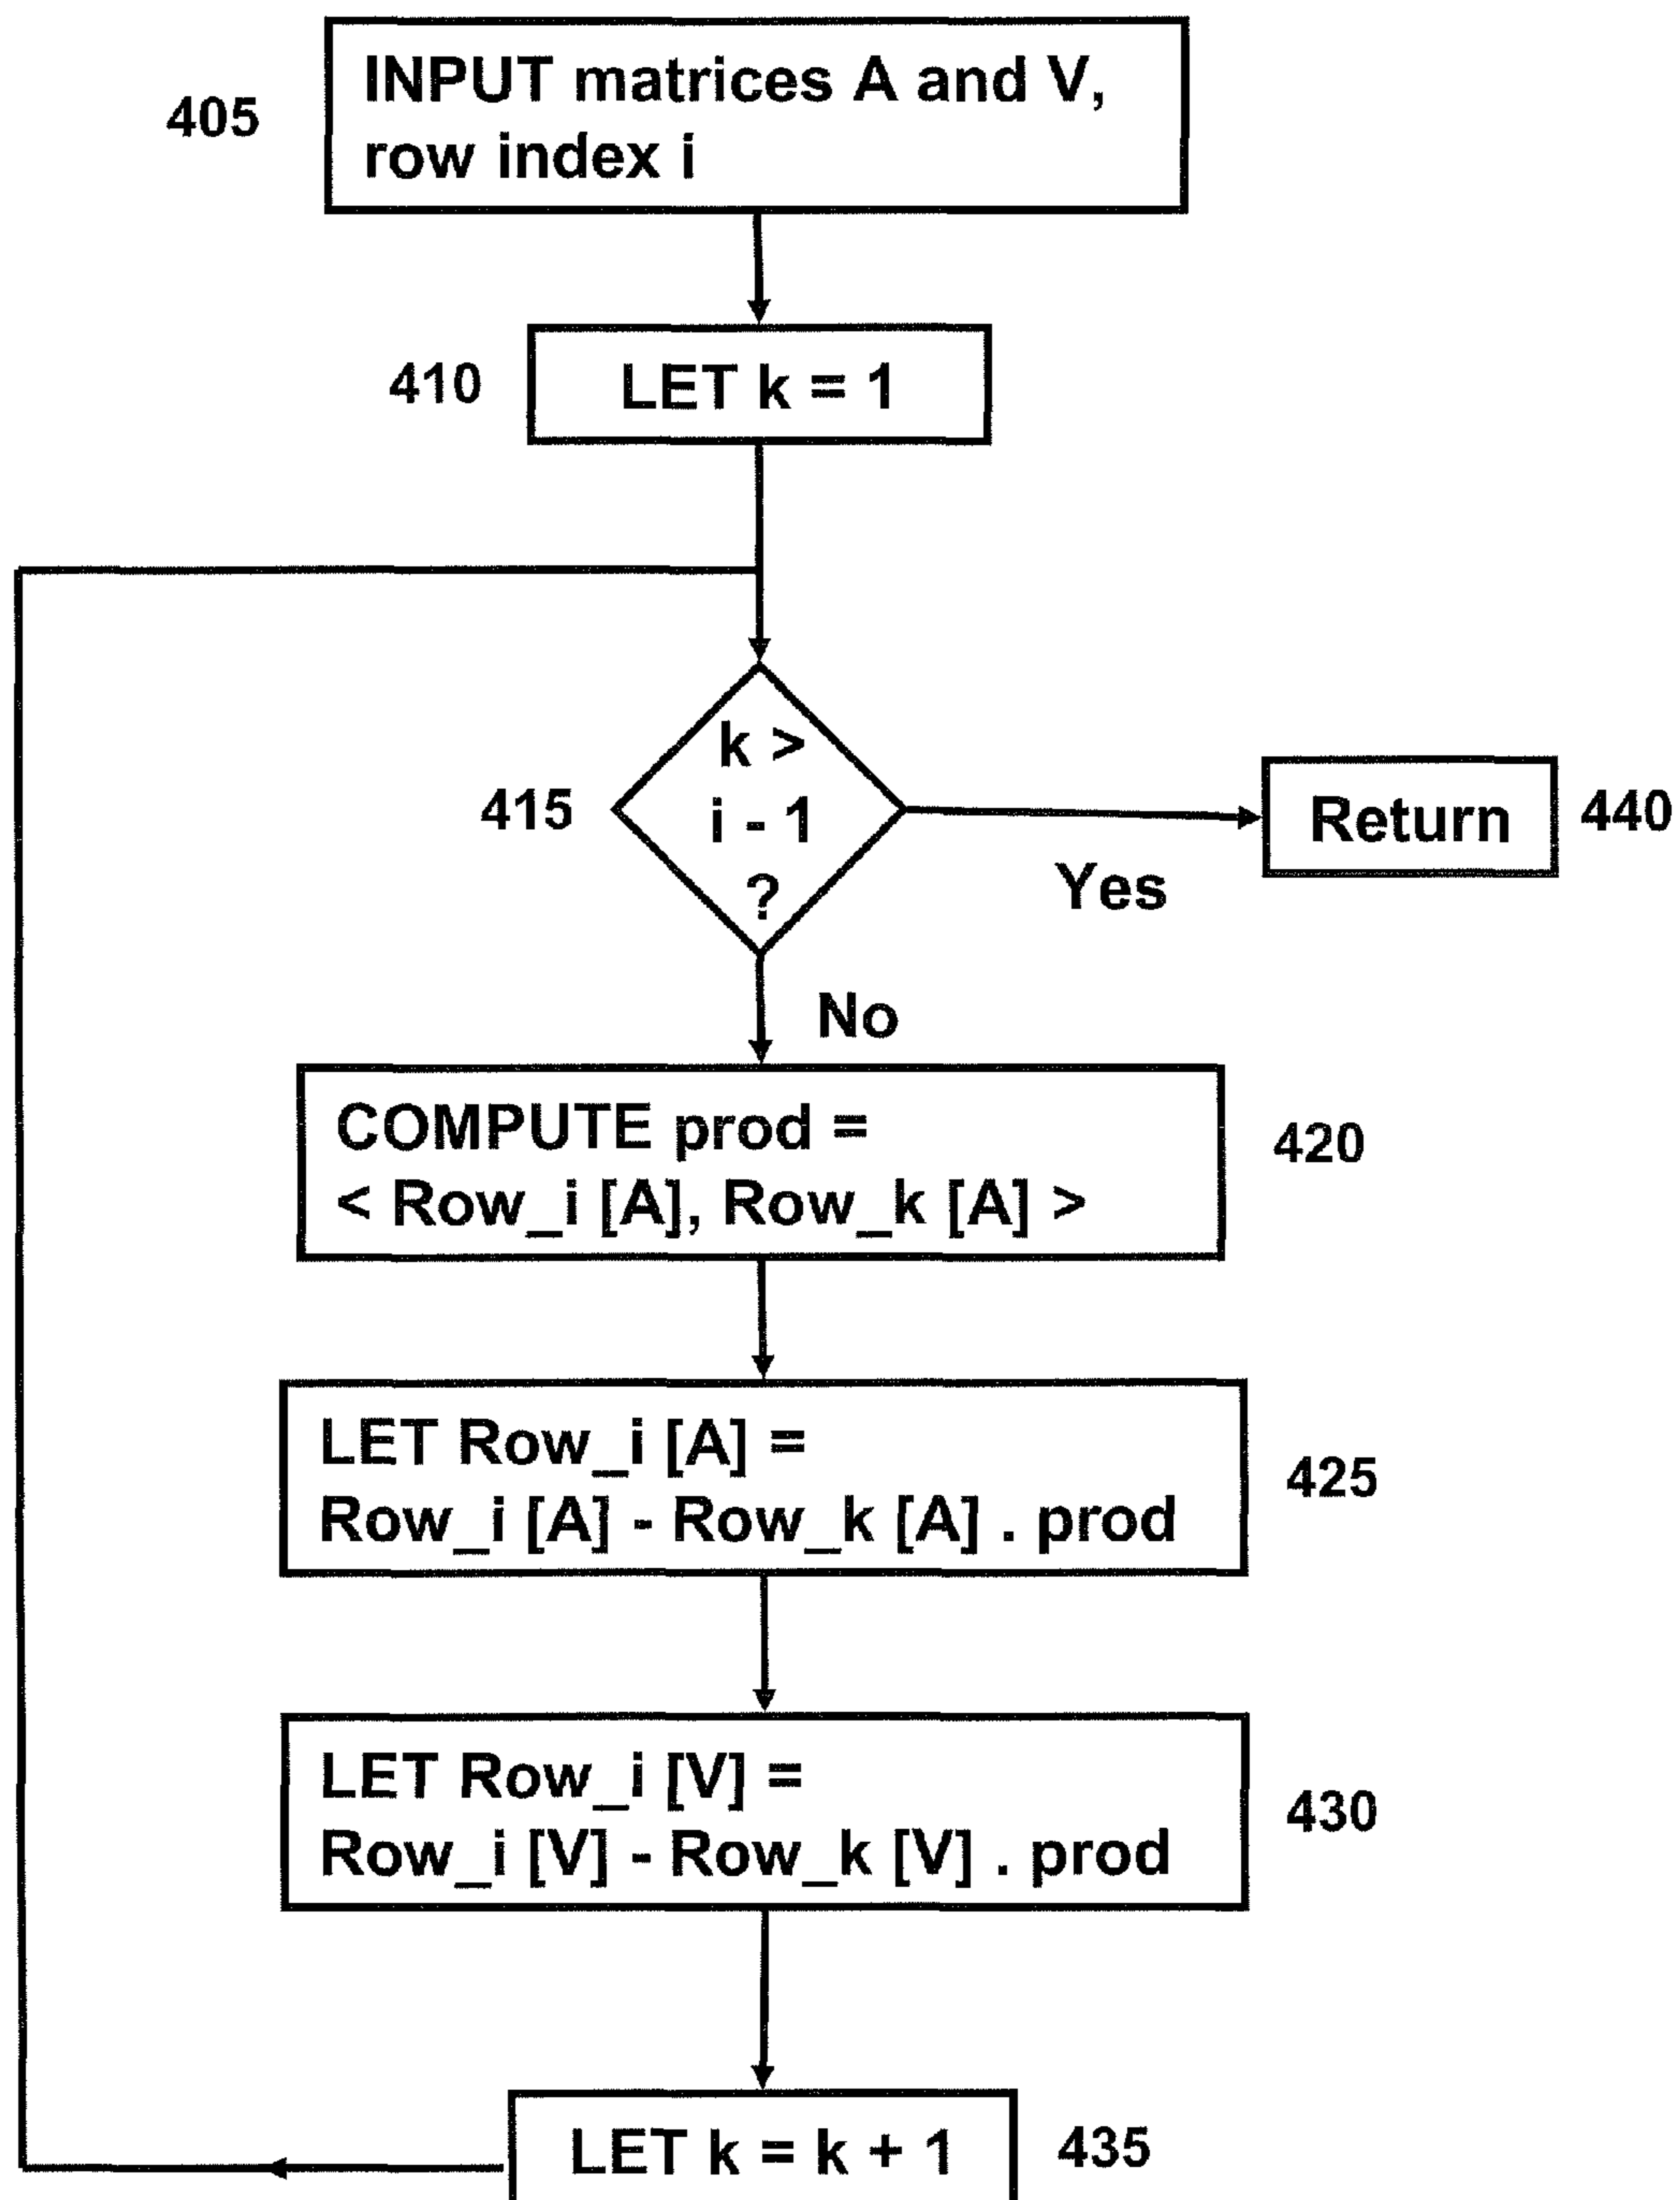 405
INPUT matrices A and V,
row index i
410
LET k = 1
415
k >
i - 1
?
Yes
Return
440
No
COMPUTE prod =
< Row_i [A], Row_k [A] >
420
LET Row_i [A] =
Row_i [A] - Row_k [A] . prod
425
LET Row_i [V] =
Row_i [V] - Row_k [V] . prod
430
LET k = k + 1
435